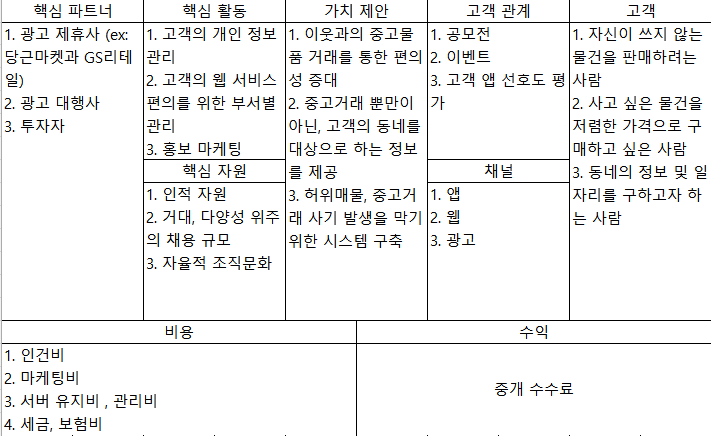 핵심 파트너
1. 광고 제휴사 (ex:
당근마켓과 GS리테
일)
2. 광고 대행사
3. 투자자
핵심 활동
1. 고객의 개인 정보
관리
2. 고객의 웹 서비스
편의를 위한 부서별
관리
3. 홍보 마케팅
핵심 자원
1. 인적 자원
2. 거대, 다양성 위주
의 채용 규모
3. 자율적 조직문화
가치 제안
1. 이웃과의 중고물
품 거래를 통한 편의
성 증대
2. 중고거래 뿐만이
아닌, 고객의 동네를
대상으로 하는 정보
를 제공
3. 허위매물, 중고거
래 사기 발생을 막기
위한 시스템 구축
고객 관계
1. 공모전
2. 이벤트
3. 고객 앱 선호도 평
가
채널
1. 앱
2. 웹
3. 광고
고객
1. 자신이 쓰지 않는
물건을 판매하려는
사람
2. 사고 싶은 물건을
저렴한 가격으로 구
매하고 싶은 사람
3. 동네의 정보 및 일
자리를 구하고자 하
는 사람
비용
1. 인건비
2. 마케팅비
3. 서버 유지비 , 관리비
4. 세금, 보험비
수익
중개 수수료